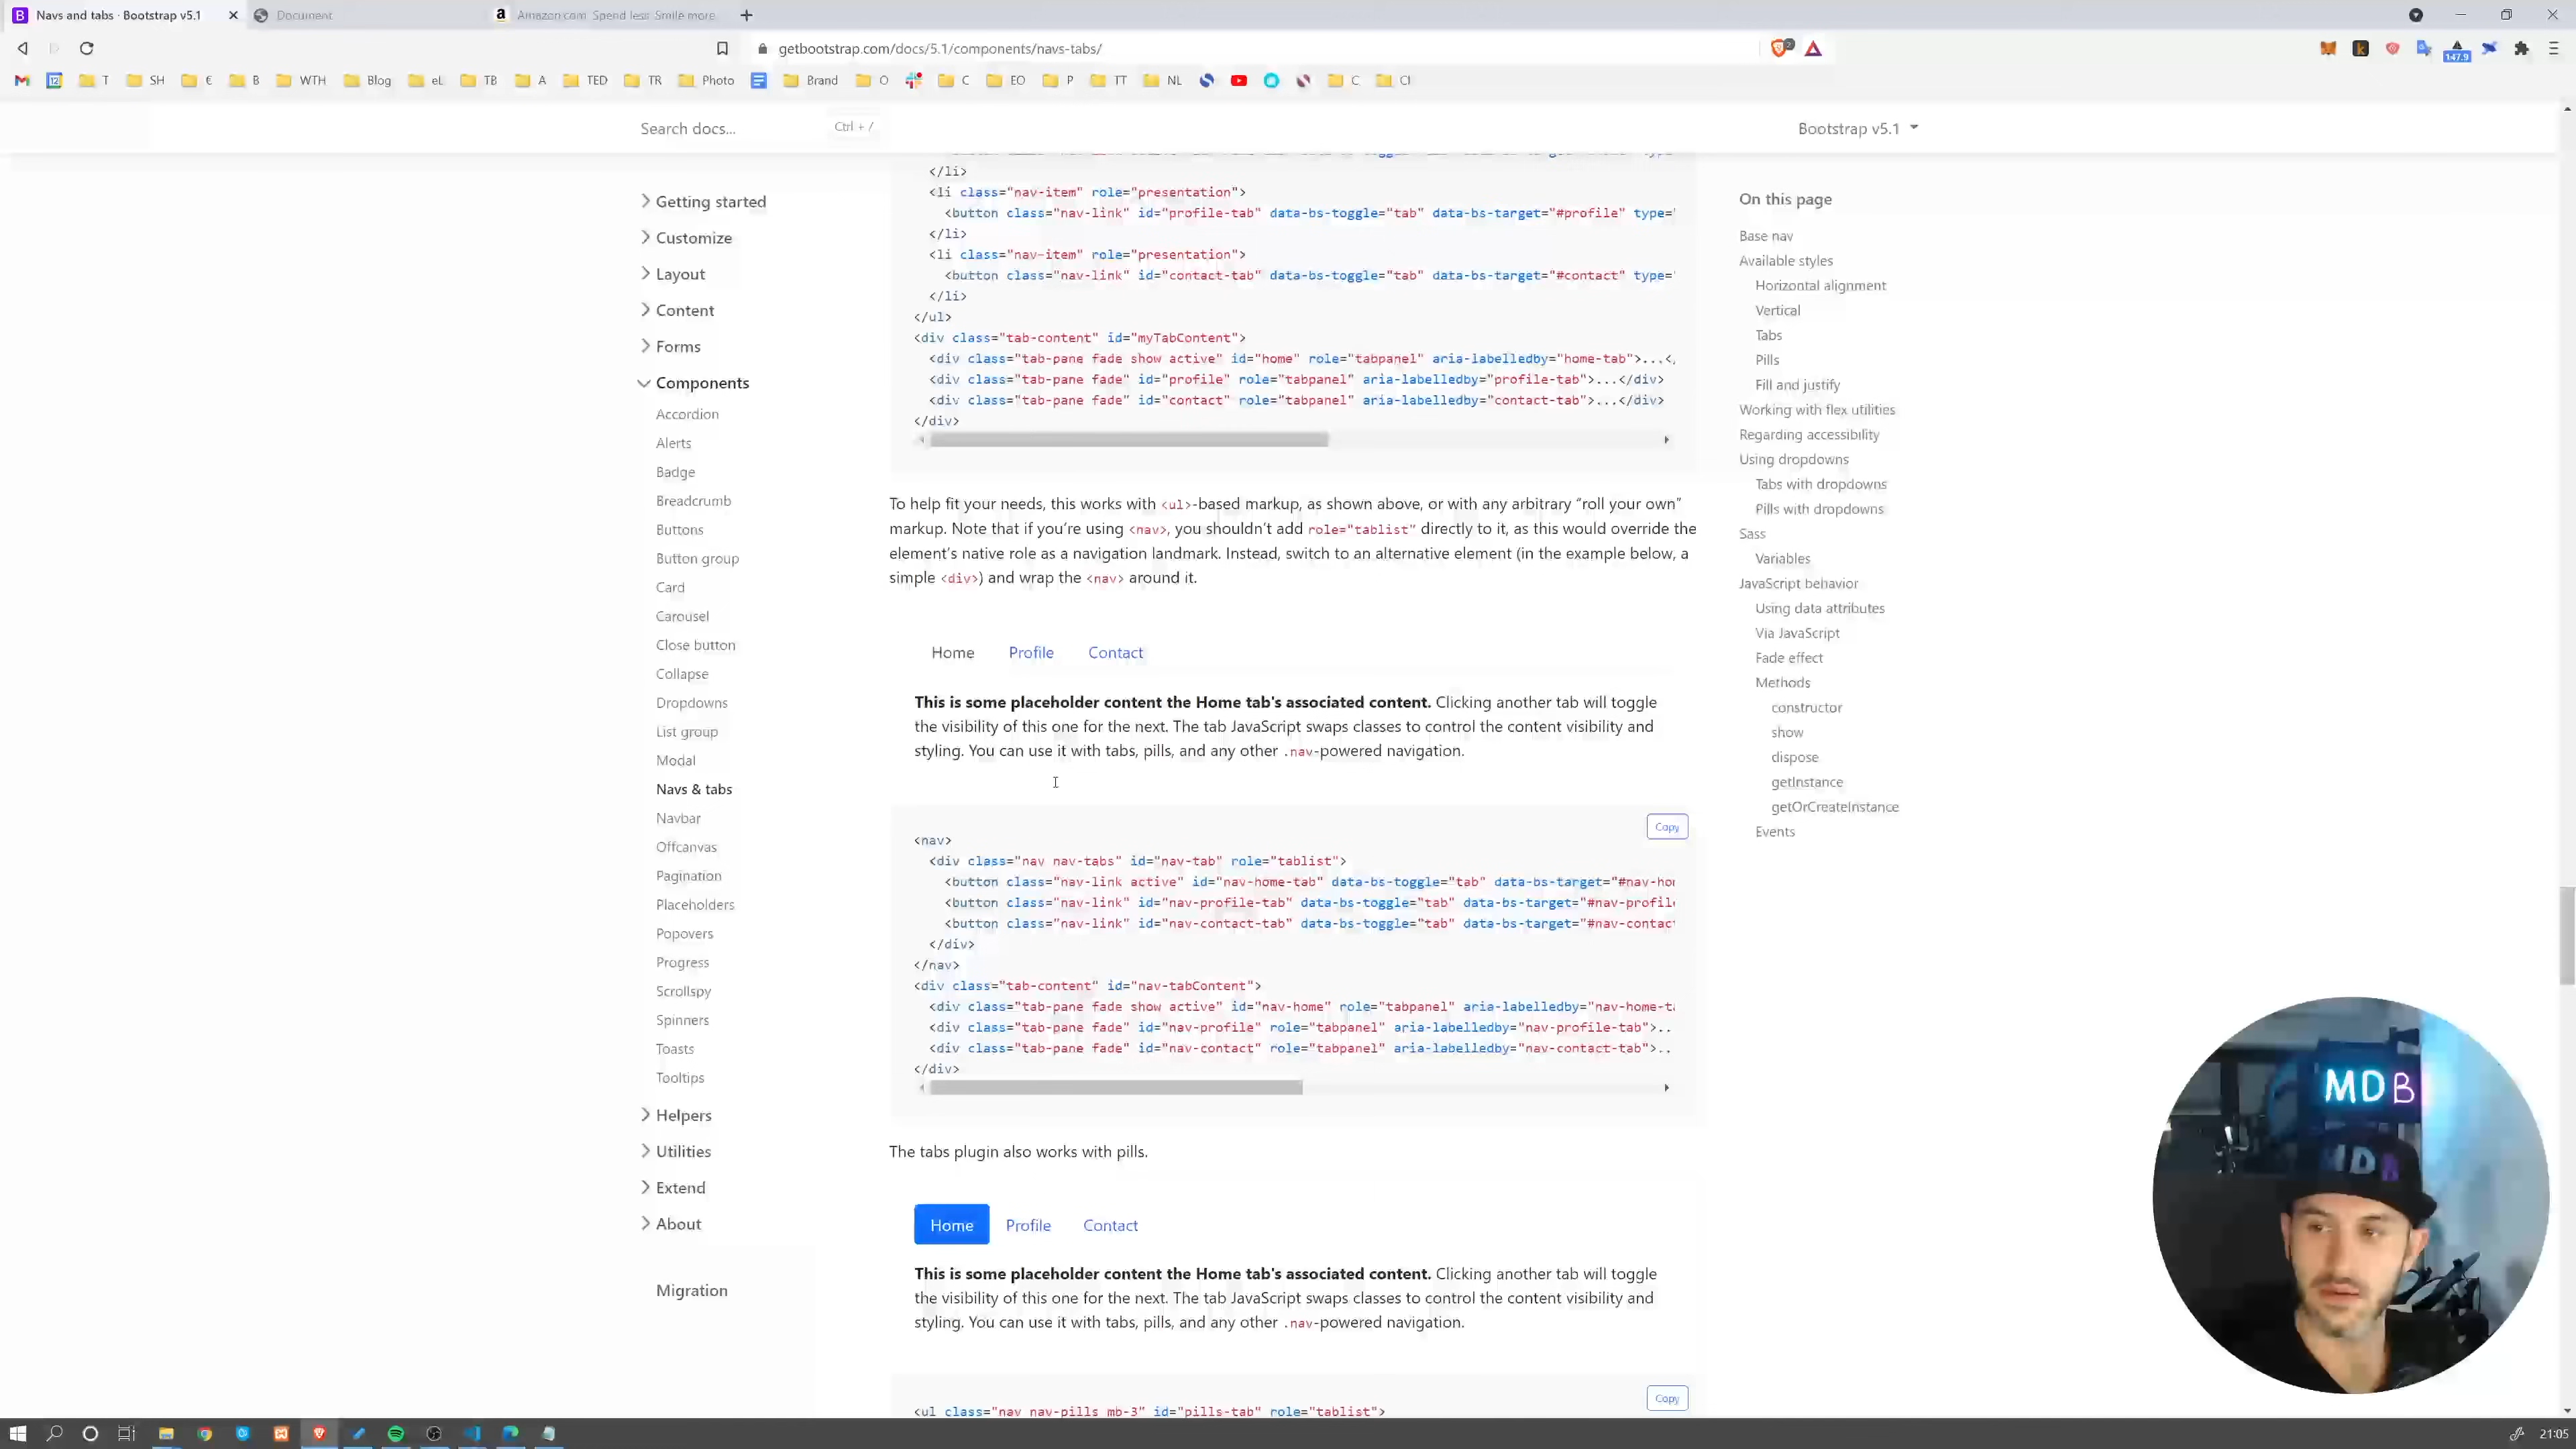 Navs and tabs · Bootstrap v5.1
Document
Amazon.com. Spend less. Smile more.
getbootstrap.com/docs/5.1/components/navs-tabs/
2
147.9
12
T
SH
€
B
WTH
Blog
eL
TB
A
TED
TR
Photo
Brand
O
C
EO
P
TT
NL
C
CI
Search docs...
Ctrl + /
Bootstrap v5.1
Getting started
Customize
Layout
Content
Forms
Components
Accordion
Alerts
Badge
Breadcrumb
Buttons
Button group
Card
Carousel
Close button
Collapse
Dropdowns
List group
Modal
Navs & tabs
Navbar
Offcanvas
Pagination
Placeholders
Popovers
Progress
Scrollspy
Spinners
Toasts
Tooltips
Helpers
Utilities
Extend
About
Migration
</li>
<li class="nav-item" role="presentation">
<button class="nav-link" id="profile-tab" data-bs-toggle="tab" data-bs-target="#profile" type="
</li>
<li class="nav-item" role="presentation">
<button class="nav-link" id="contact-tab" data-bs-toggle="tab" data-bs-target="#contact" type="
</li>
</ul>
<div class="tab-content" id="myTabContent">
<div class="tab-pane fade show active" id="home" role="tabpanel" aria-labelledby="home-tab">...<,
<div class="tab-pane fade" id="profile" role="tabpanel" aria-labelledby="profile-tab">...</div>
<div class="tab-pane fade" id="contact" role="tabpanel" aria-labelledby="contact-tab">...</div>
</div>
To help fit your needs, this works with <ul>-based markup, as shown above, or with any arbitrary “roll your own”
markup. Note that if you’re using <nav>, you shouldn’t add role="tablist" directly to it, as this would override the
element’s native role as a navigation landmark. Instead, switch to an alternative element (in the example below, a
simple <div>) and wrap the <nav> around it.
Home Profile Contact
This is some placeholder content the Home tab's associated content. Clicking another tab will toggle
the visibility of this one for the next. The tab JavaScript swaps classes to control the content visibility and
styling. You can use it with tabs, pills, and any other .nav-powered navigation.
Copy
<nav>
<div class="nav nav-tabs" id="nav-tab" role="tablist">
<button class="nav-link active" id="nav-home-tab" data-bs-toggle="tab" data-bs-target="#nav-hor
<button class="nav-link" id="nav-profile-tab" data-bs-toggle="tab" data-bs-target="#nav-profile
<button class="nav-link" id="nav-contact-tab" data-bs-toggle="tab" data-bs-target="#nav-contact
</div>
</nav>
<div class="tab-content" id="nav-tabContent">
<div class="tab-pane fade show active" id="nav-home" role="tabpanel" aria-labelledby="nav-home-ta
<div class="tab-pane fade" id="nav-profile" role="tabpanel" aria-labelledby="nav-profile-tab">..
<div class="tab-pane fade" id="nav-contact" role="tabpanel" aria-labelledby="nav-contact-tab">..
</div>
The tabs plugin also works with pills.
Home Profile Contact
This is some placeholder content the Home tab's associated content. Clicking another tab will toggle
the visibility of this one for the next. The tab JavaScript swaps classes to control the content visibility and
styling. You can use it with tabs, pills, and any other .nav-powered navigation.
Copy
<ul class="nav nav-pills mb-3" id="pills-tab" role="tablist">
On this page
Base nav
Available styles
Horizontal alignment
Vertical
Tabs
Pills
Fill and justify
Working with flex utilities
Regarding accessibility
Using dropdowns
Tabs with dropdowns
Pills with dropdowns
Sass
Variables
JavaScript behavior
Using data attributes
Via JavaScript
Fade effect
Methods
constructor
show
dispose
getInstance
getOrCreateInstance
Events
MDB
MDB
21:05